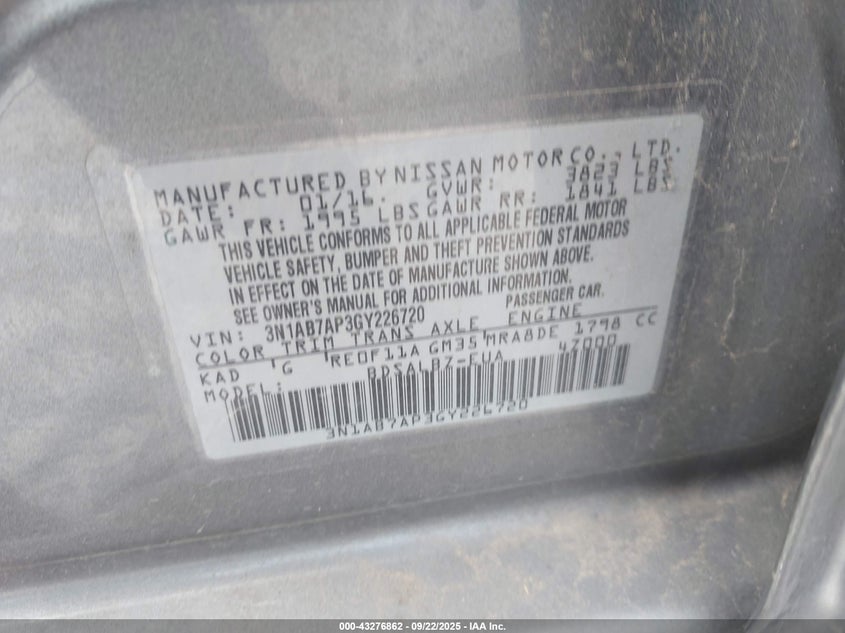 MANUFACTURED BY NISSAN MOTOR CO., LTD.
DATE: 01/16. GVWR: 3823 LBS
GAWR FR: 1995 LBS GAWR RR: 1841 LBS
THIS VEHICLE CONFORMS TO ALL APPLICABLE FEDERAL MOTOR
VEHICLE SAFETY, BUMPER AND THEFT PREVENTION STANDARDS
IN EFFECT ON THE DATE OF MANUFACTURE SHOWN ABOVE.
SEE OWNER'S MANUAL FOR ADDITIONAL INFORMATION.
VIN: 3N1AB7AP3GY226720 PASSENGER CAR.
COLOR TRIM TRANS AXLE ENGINE
KAD G RE0F11A GM35 MRA8DE 1798 CC
MODEL: BDSALBZ-EUA 47000
3N1AB7AP3GY226720
000-43276862 | 09/22/2025 | IAA Inc.